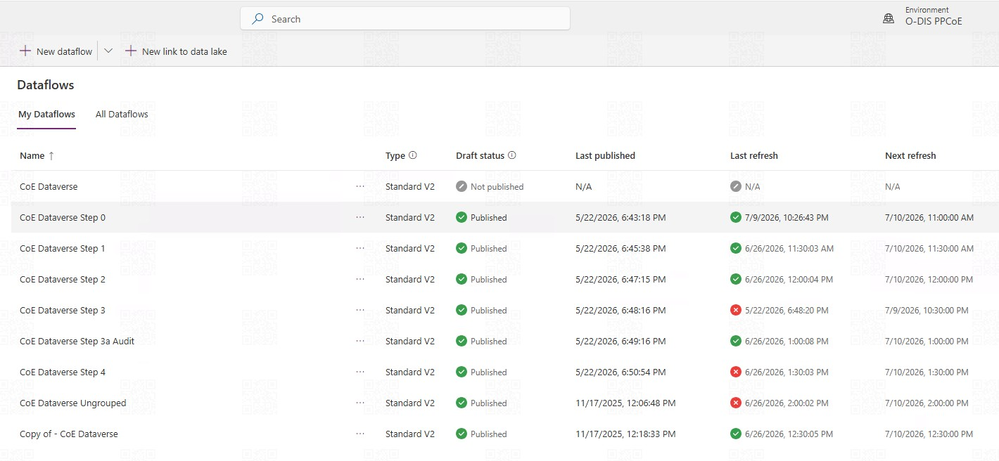 Search
Environment
O-DIS PPCoE
New dataflow New link to data lake
Dataflows
My Dataflows All Dataflows
Name ↑ Type Draft status Last published Last refresh Next refresh
CoE Dataverse ... Standard V2 Not published N/A N/A N/A
CoE Dataverse Step 0 ... Standard V2 Published 5/22/2026, 6:43:18 PM 7/9/2026, 10:26:43 PM 7/10/2026, 11:00:00 AM
CoE Dataverse Step 1 ... Standard V2 Published 5/22/2026, 6:45:38 PM 6/26/2026, 11:30:03 AM 7/10/2026, 11:30:00 AM
CoE Dataverse Step 2 ... Standard V2 Published 5/22/2026, 6:47:15 PM 6/26/2026, 12:00:04 PM 7/10/2026, 12:00:00 PM
CoE Dataverse Step 3 ... Standard V2 Published 5/22/2026, 6:48:16 PM 5/22/2026, 6:48:20 PM 7/9/2026, 10:30:00 PM
CoE Dataverse Step 3a Audit ... Standard V2 Published 5/22/2026, 6:49:16 PM 6/26/2026, 1:00:08 PM 7/10/2026, 1:00:00 PM
CoE Dataverse Step 4 ... Standard V2 Published 5/22/2026, 6:50:54 PM 6/26/2026, 1:30:03 PM 7/10/2026, 1:30:00 PM
CoE Dataverse Ungrouped ... Standard V2 Published 11/17/2025, 12:06:48 PM 6/26/2026, 2:00:02 PM 7/10/2026, 2:00:00 PM
Copy of - CoE Dataverse ... Standard V2 Published 11/17/2025, 12:18:33 PM 6/26/2026, 12:30:05 PM 7/10/2026, 12:30:00 PM